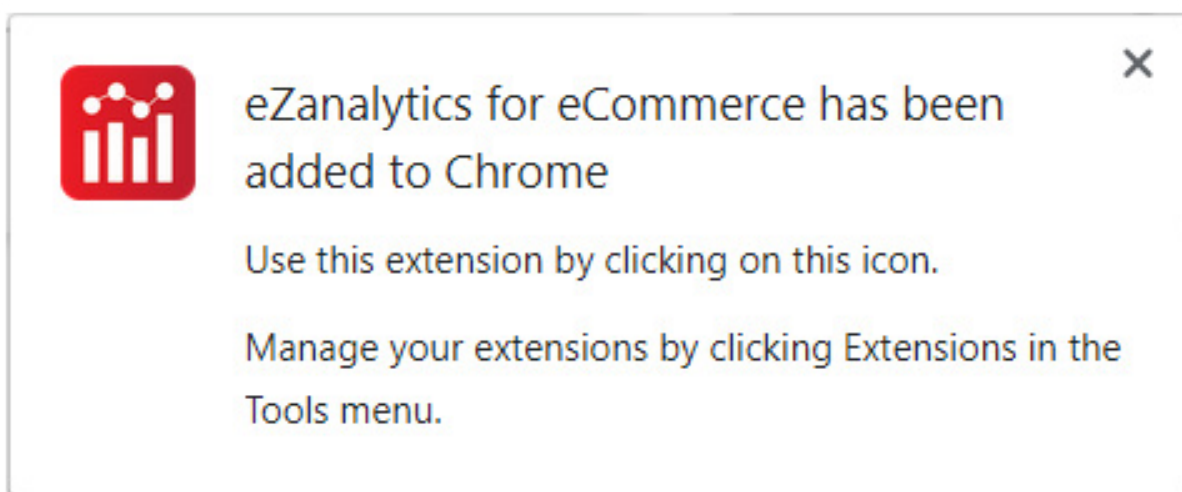 eZanalytics for eCommerce has been
added to Chrome
Use this extension by clicking on this icon.
Manage your extensions by clicking Extensions in the
Tools menu.